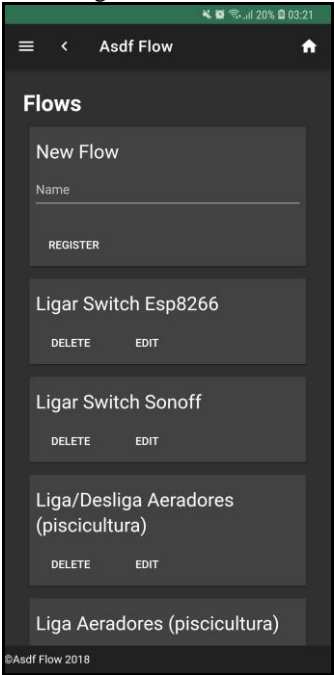 20% 03:21
Asdf Flow
Flows
New Flow
Name
REGISTER
Ligar Switch Esp8266
DELETE EDIT
Ligar Switch Sonoff
DELETE EDIT
Liga/Desliga Aeradores
(piscicultura)
DELETE EDIT
Liga Aeradores (piscicultura)
©Asdf Flow 2018